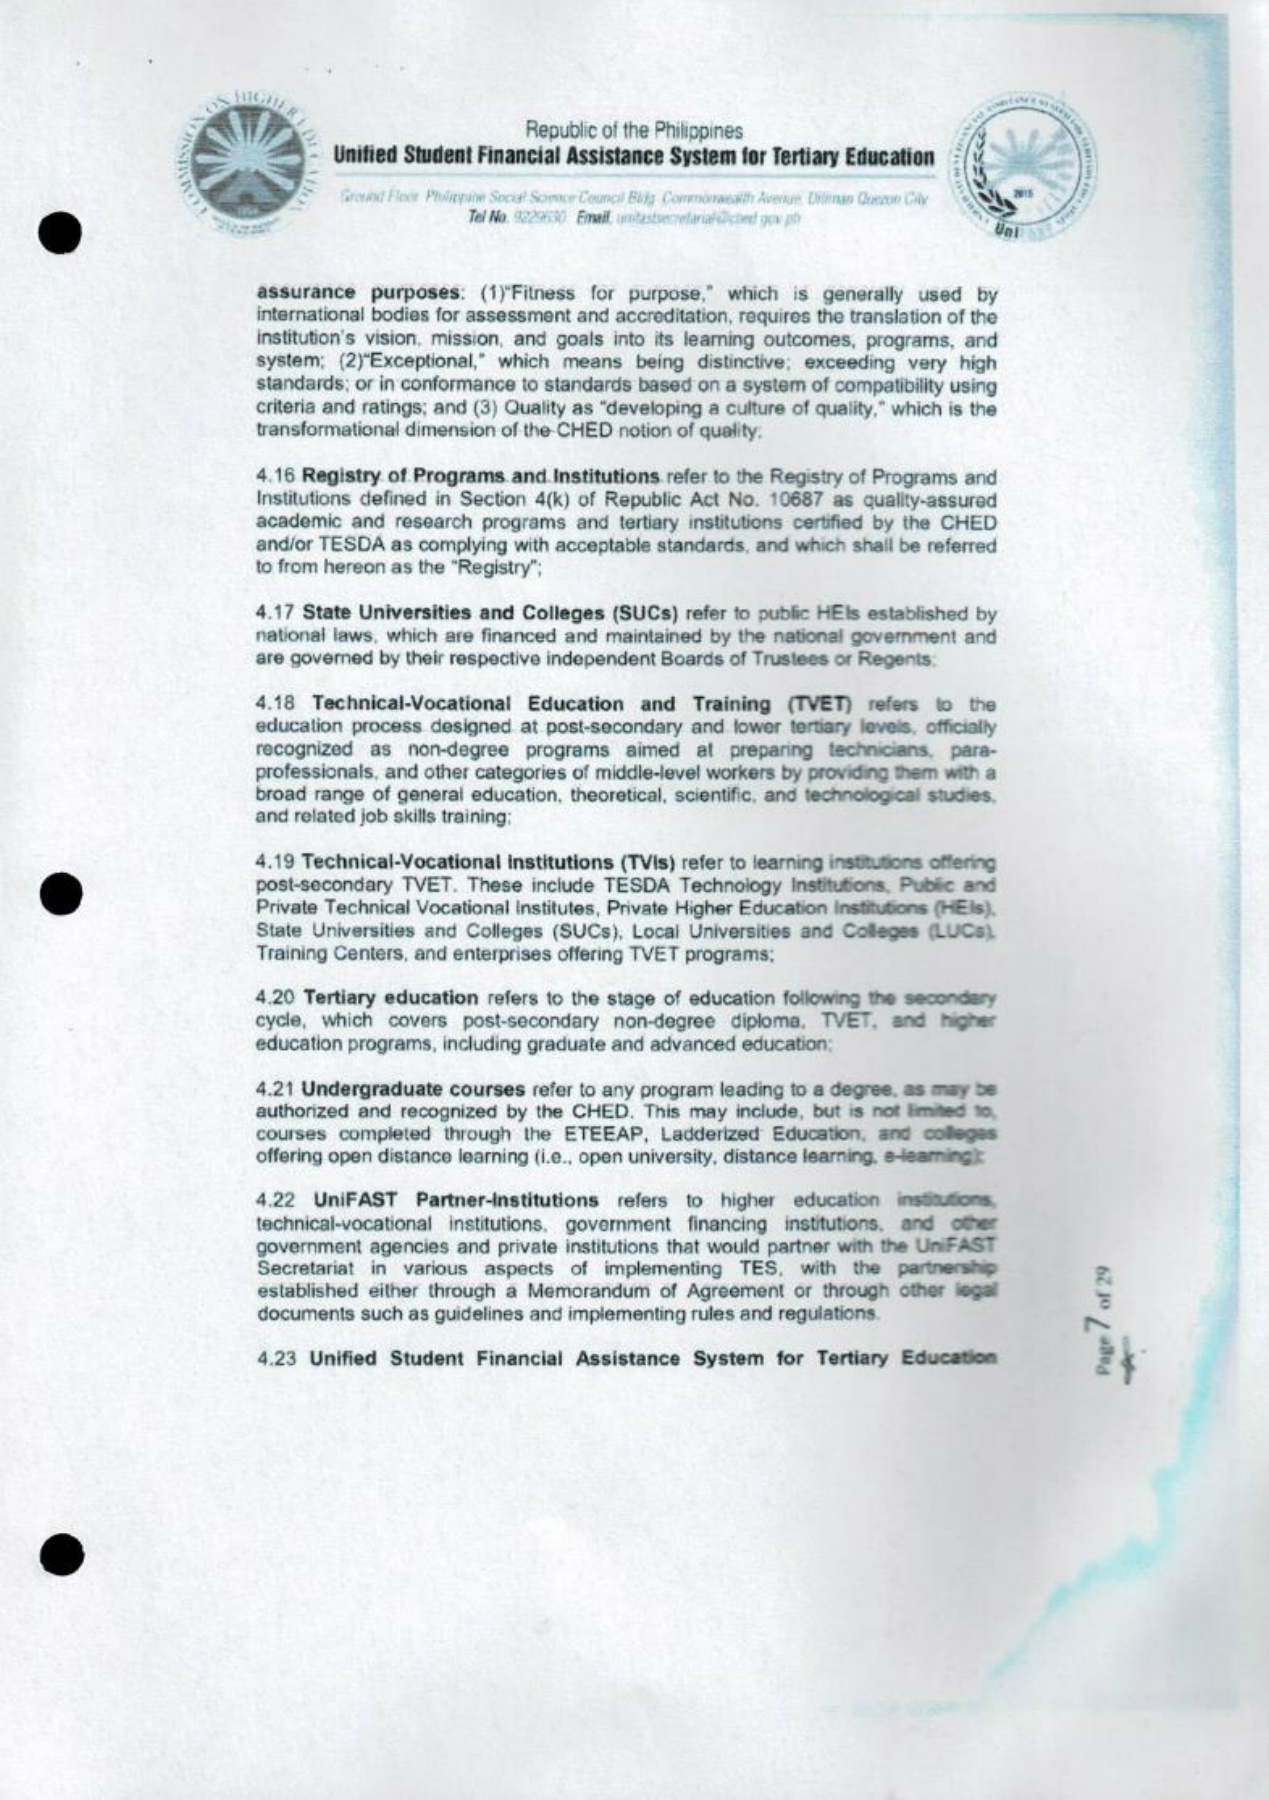 COMMISSION ON HIGHER EDUCATION
Republic of the Philippines
Unified Student Financial Assistance System for Tertiary Education
Ground Floor Philippine Social Science Council Bldg Commonwealth Avenue, Diliman Quezon City
Tel No. 9229630 Email. unifastsecretariat@ched.gov.ph
2015
assurance purposes: (1)"Fitness for purpose," which is generally used by
international bodies for assessment and accreditation, requires the translation of the
institution's vision, mission, and goals into its learning outcomes, programs, and
system; (2)"Exceptional," which means being distinctive; exceeding very high
standards; or in conformance to standards based on a system of compatibility using
criteria and ratings; and (3) Quality as "developing a culture of quality," which is the
transformational dimension of the CHED notion of quality;
4.16 Registry of Programs and Institutions refer to the Registry of Programs and
Institutions defined in Section 4(k) of Republic Act No. 10687 as quality-assured
academic and research programs and tertiary institutions certified by the CHED
and/or TESDA as complying with acceptable standards, and which shall be referred
to from hereon as the "Registry";
4.17 State Universities and Colleges (SUCs) refer to public HEIs established by
national laws, which are financed and maintained by the national government and
are governed by their respective independent Boards of Trustees or Regents;
4.18 Technical-Vocational Education and Training (TVET) refers to the
education process designed at post-secondary and lower tertiary levels, officially
recognized as non-degree programs aimed at preparing technicians, para-
professionals, and other categories of middle-level workers by providing them with a
broad range of general education, theoretical, scientific, and technological studies,
and related job skills training;
4.19 Technical-Vocational Institutions (TVIs) refer to learning institutions offering
post-secondary TVET. These include TESDA Technology Institutions, Public and
Private Technical Vocational Institutes, Private Higher Education Institutions (HEIs),
State Universities and Colleges (SUCs), Local Universities and Colleges (LUCs),
Training Centers, and enterprises offering TVET programs;
4.20 Tertiary education refers to the stage of education following the secondary
cycle, which covers post-secondary non-degree diploma, TVET, and higher
education programs, including graduate and advanced education;
4.21 Undergraduate courses refer to any program leading to a degree, as may be
authorized and recognized by the CHED. This may include, but is not limited to,
courses completed through the ETEEAP, Ladderized Education, and colleges
offering open distance learning (i.e., open university, distance learning, e-learning);
4.22 UniFAST Partner-Institutions refers to higher education institutions,
technical-vocational institutions, government financing institutions, and other
government agencies and private institutions that would partner with the UniFAST
Secretariat in various aspects of implementing TES, with the partnership
established either through a Memorandum of Agreement or through other legal
documents such as guidelines and implementing rules and regulations.
4.23 Unified Student Financial Assistance System for Tertiary Education
Page 7 of 29